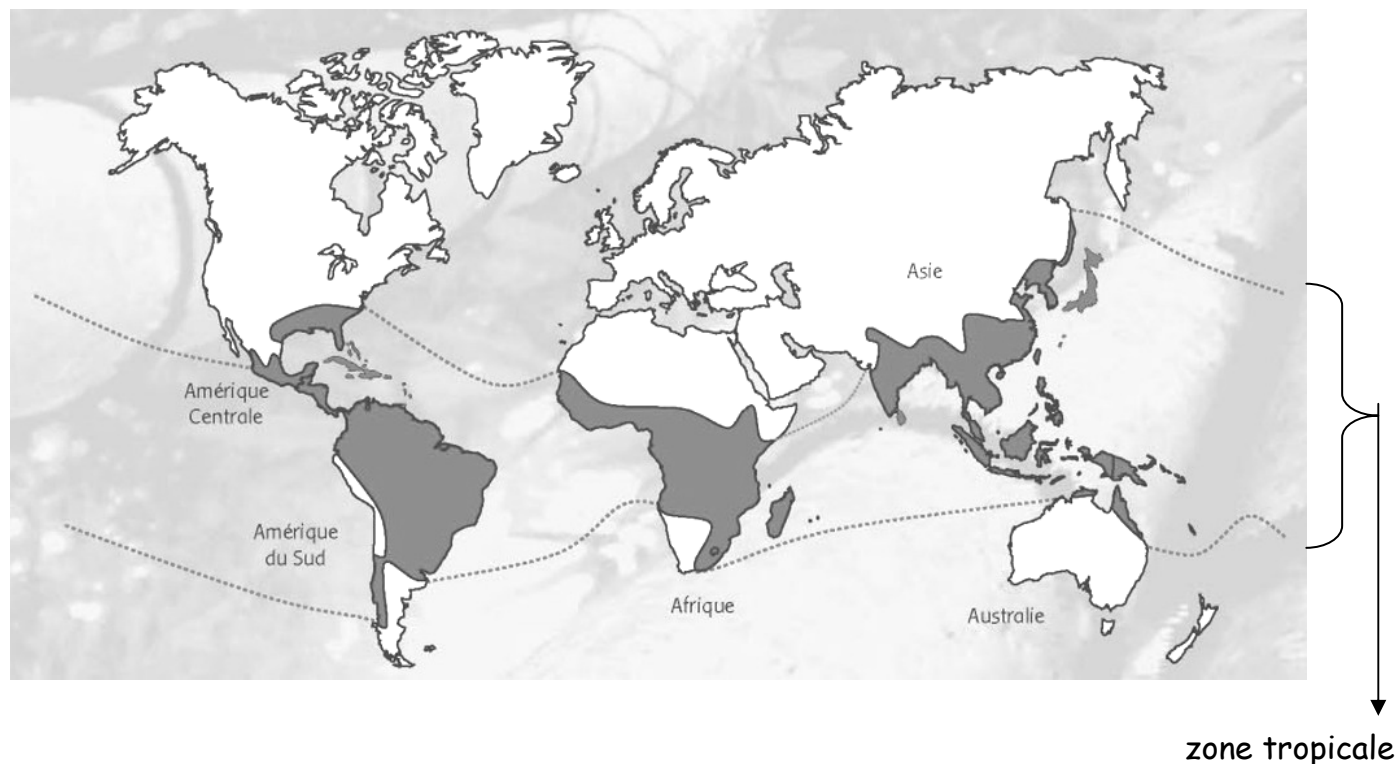 Asie
Amérique
Centrale
Amérique
du Sud
Afrique
Australie
zone tropicale